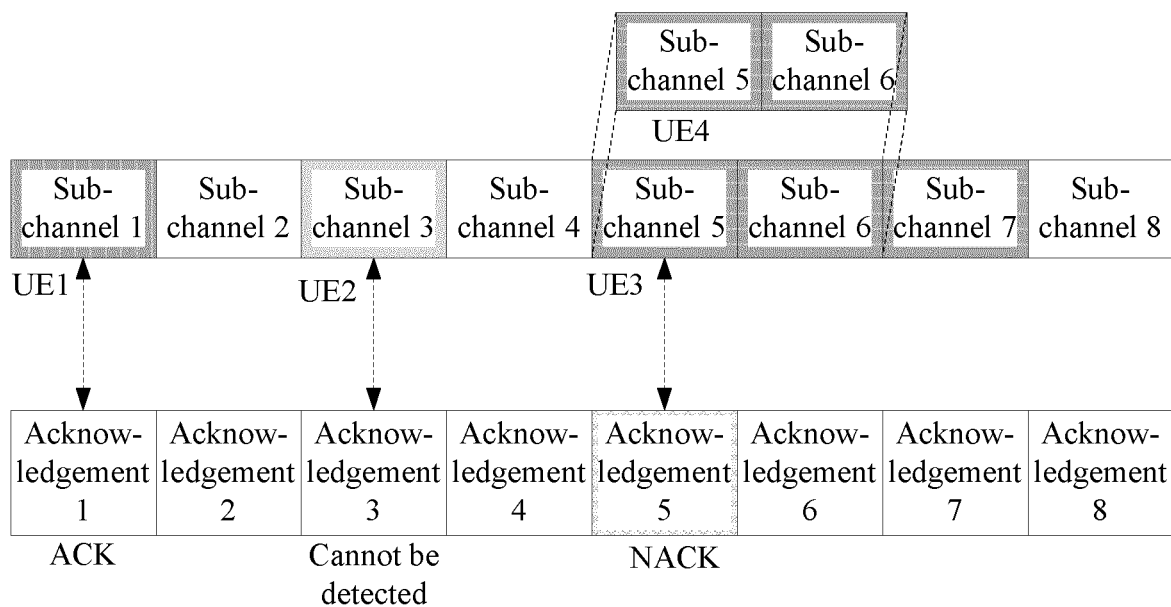 Sub-
channel 5
Sub-
channel 6
UE4
Sub-
channel 1
Sub-
channel 2
Sub-
channel 3
Sub-
channel 4
Sub-
channel 5
Sub-
channel 6
Sub-
channel 7
Sub-
channel 8
UE1
UE2
UE3
Acknow-
ledgement
1
Acknow-
ledgement
2
Acknow-
ledgement
3
Acknow-
ledgement
4
Acknow-
ledgement
5
Acknow-
ledgement
6
Acknow-
ledgement
7
Acknow-
ledgement
8
ACK
Cannot be
detected
NACK